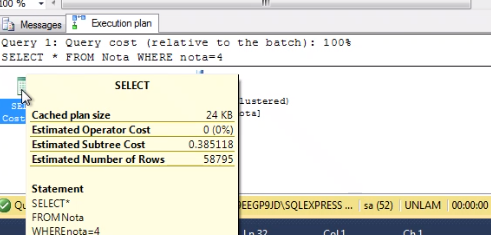 100 %
Messages Execution plan
Query 1: Query cost (relative to the batch): 100%
SELECT * FROM Nota WHERE nota=4
SELECT
Cost
lustered)
ota]
SELECT
Cached plan size 24 KB
Estimated Operator Cost 0 (0%)
Estimated Subtree Cost 0.385118
Estimated Number of Rows 58795
Statement
SELECT*
FROM Nota
WHERE nota=4
EEGP9JD\SQLEXPRESS ... sa (52) UNLAM 00:00:00
Ln 32 Col 1 Ch 1